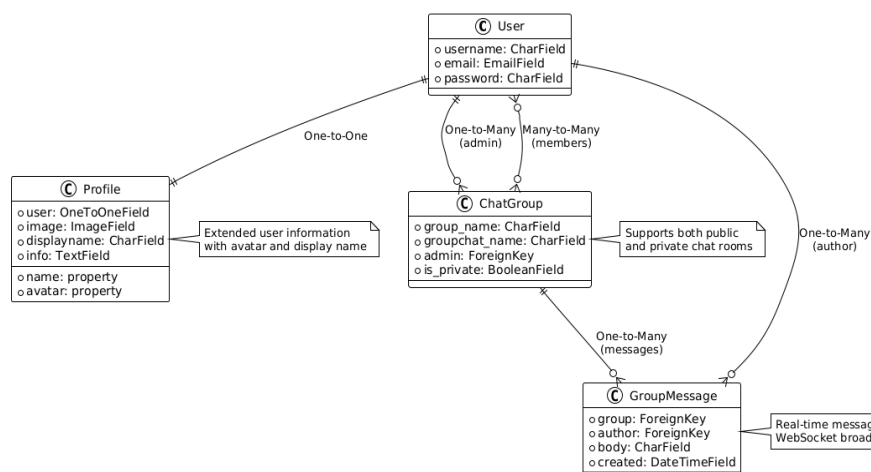 C User
username: CharField
email: EmailField
password: CharField
One-to-One
One-to-Many
(admin)
Many-to-Many
(members)
C Profile
user: OneToOneField
image: ImageField
displayname: CharField
info: TextField
name: property
avatar: property
Extended user information
with avatar and display name
C ChatGroup
group_name: CharField
groupchat_name: CharField
admin: ForeignKey
is_private: BooleanField
Supports both public
and private chat rooms
One-to-Many
(author)
One-to-Many
(messages)
C GroupMessage
group: ForeignKey
author: ForeignKey
body: CharField
created: DateTimeField
Real-time
WebSocket